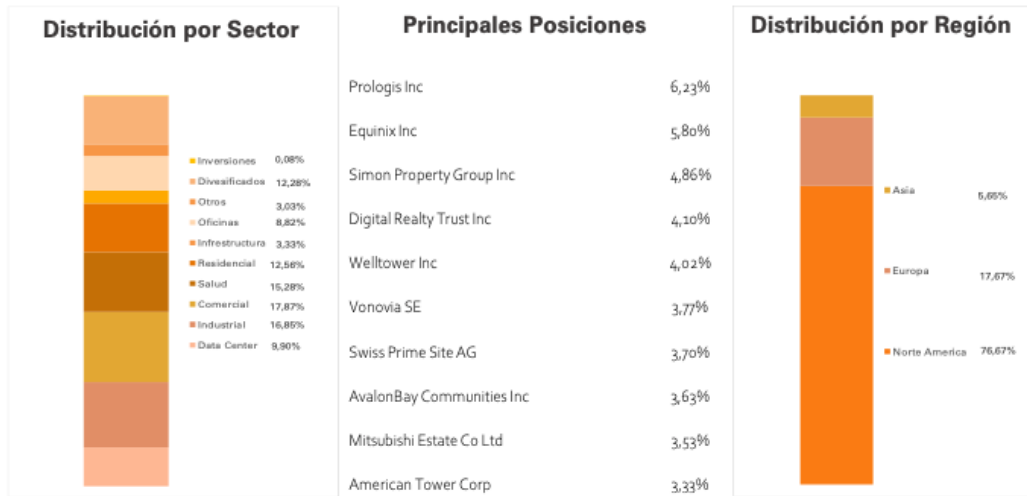 Distribución por Sector
Inversiones 0,08%
Divesificados 12,28%
Otros 3,03%
Oficinas 8,82%
Infrestructura 3,33%
Residencial 12,56%
Salud 15,28%
Comercial 17,87%
Industrial 16,85%
Data Center 9,90%
Principales Posiciones
Prologis Inc 6,23%
Equinix Inc 5,80%
Simon Property Group Inc 4,86%
Digital Realty Trust Inc 4,10%
Welltower Inc 4,02%
Vonovia SE 3,77%
Swiss Prime Site AG 3,70%
AvalonBay Communities Inc 3,63%
Mitsubishi Estate Co Ltd 3,53%
American Tower Corp 3,33%
Distribución por Región
Asia 5,65%
Europa 17,67%
Norte America 76,67%